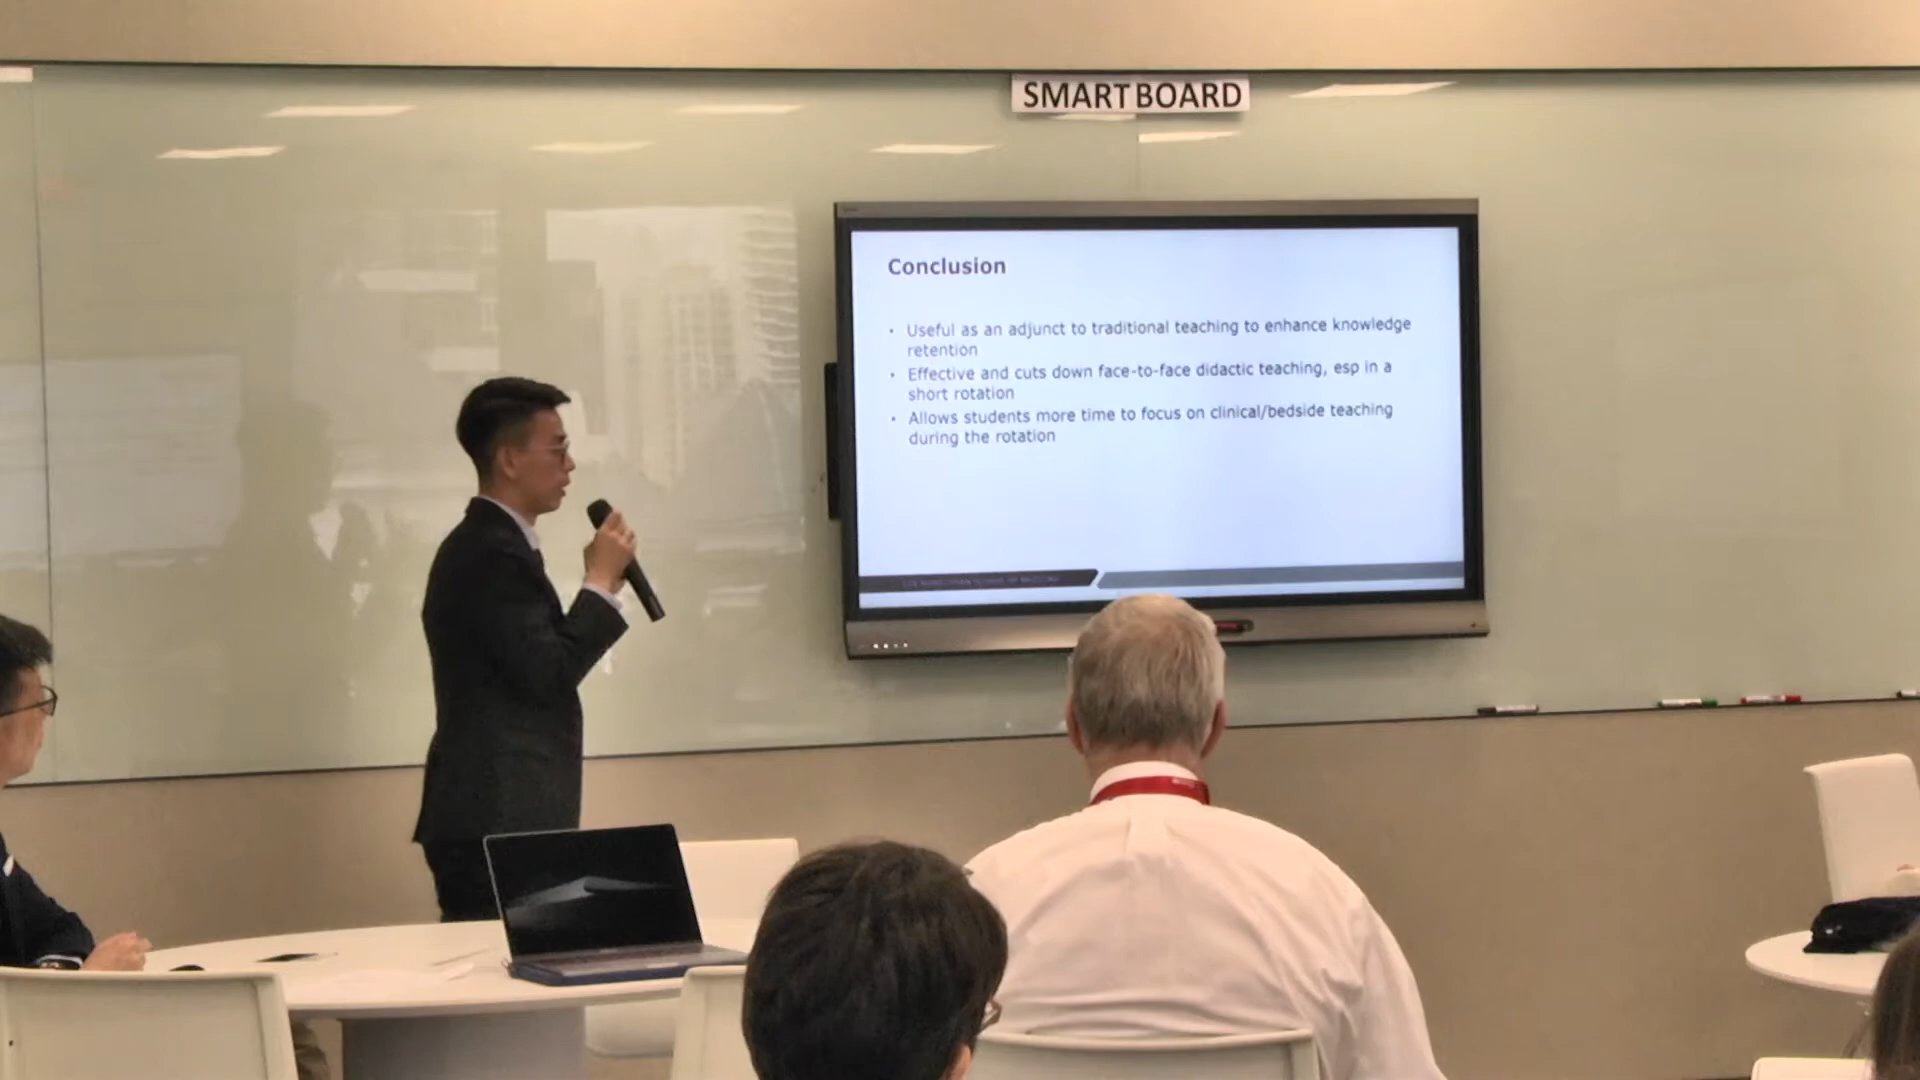 SMARTBOARD
Conclusion
• Useful as an adjunct to traditional teaching to enhance knowledge
retention
• Effective and cuts down face-to-face didactic teaching, esp in a
short rotation
• Allows students more time to focus on clinical/bedside teaching
during the rotation